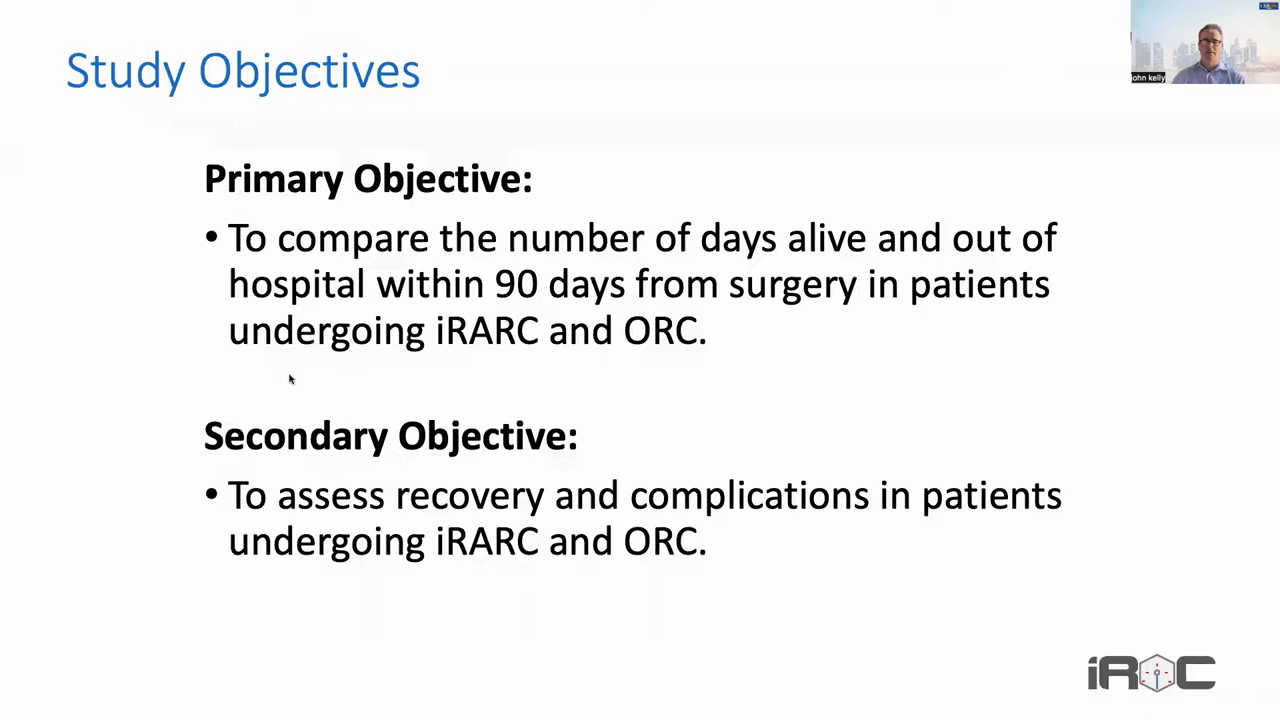 Study Objectives
john kelly
Primary Objective:
• To compare the number of days alive and out of
hospital within 90 days from surgery in patients
undergoing iRARC and ORC.
Secondary Objective:
• To assess recovery and complications in patients
undergoing iRARC and ORC.
iROC